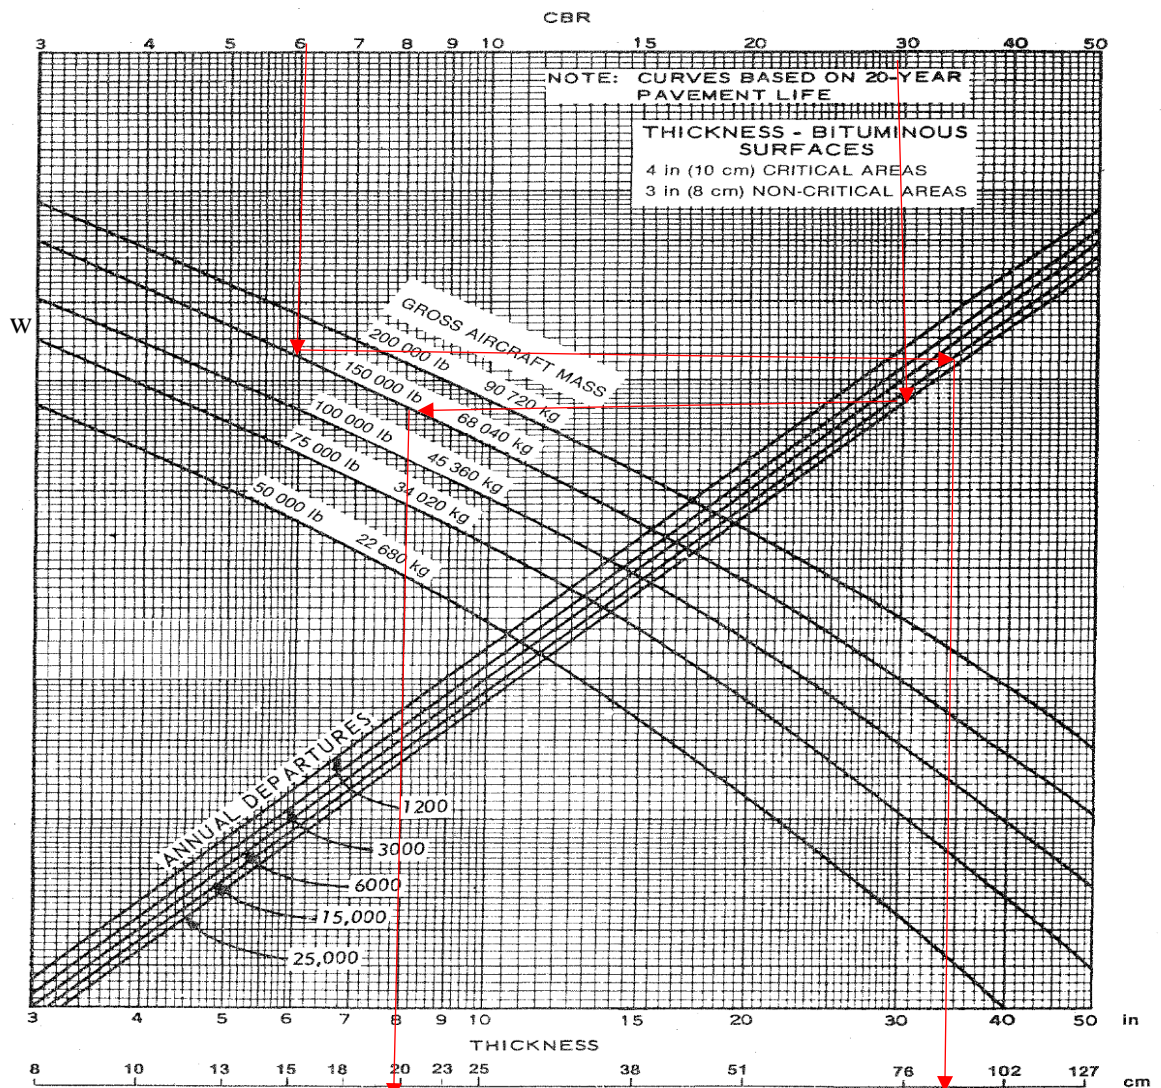 CBR
3 4 5 6 7 8 9 10 15 20 30 40 50
NOTE: CURVES BASED ON 20-YEAR
PAVEMENT LIFE
THICKNESS - BITUMINOUS
SURFACES
4 in (10 cm) CRITICAL AREAS
3 in (8 cm) NON-CRITICAL AREAS
W
GROSS AIRCRAFT MASS
200 000 lb 90 720 kg
150 000 lb 68 040 kg
100 000 lb 45 360 kg
75 000 lb 34 020 kg
50 000 lb 22 680 kg
ANNUAL DEPARTURES
1200
3000
6000
15,000
25,000
3 4 5 6 7 8 9 10 15 20 30 40 50 in
THICKNESS
8 10 13 15 18 20 23 25 38 51 76 102 127 cm